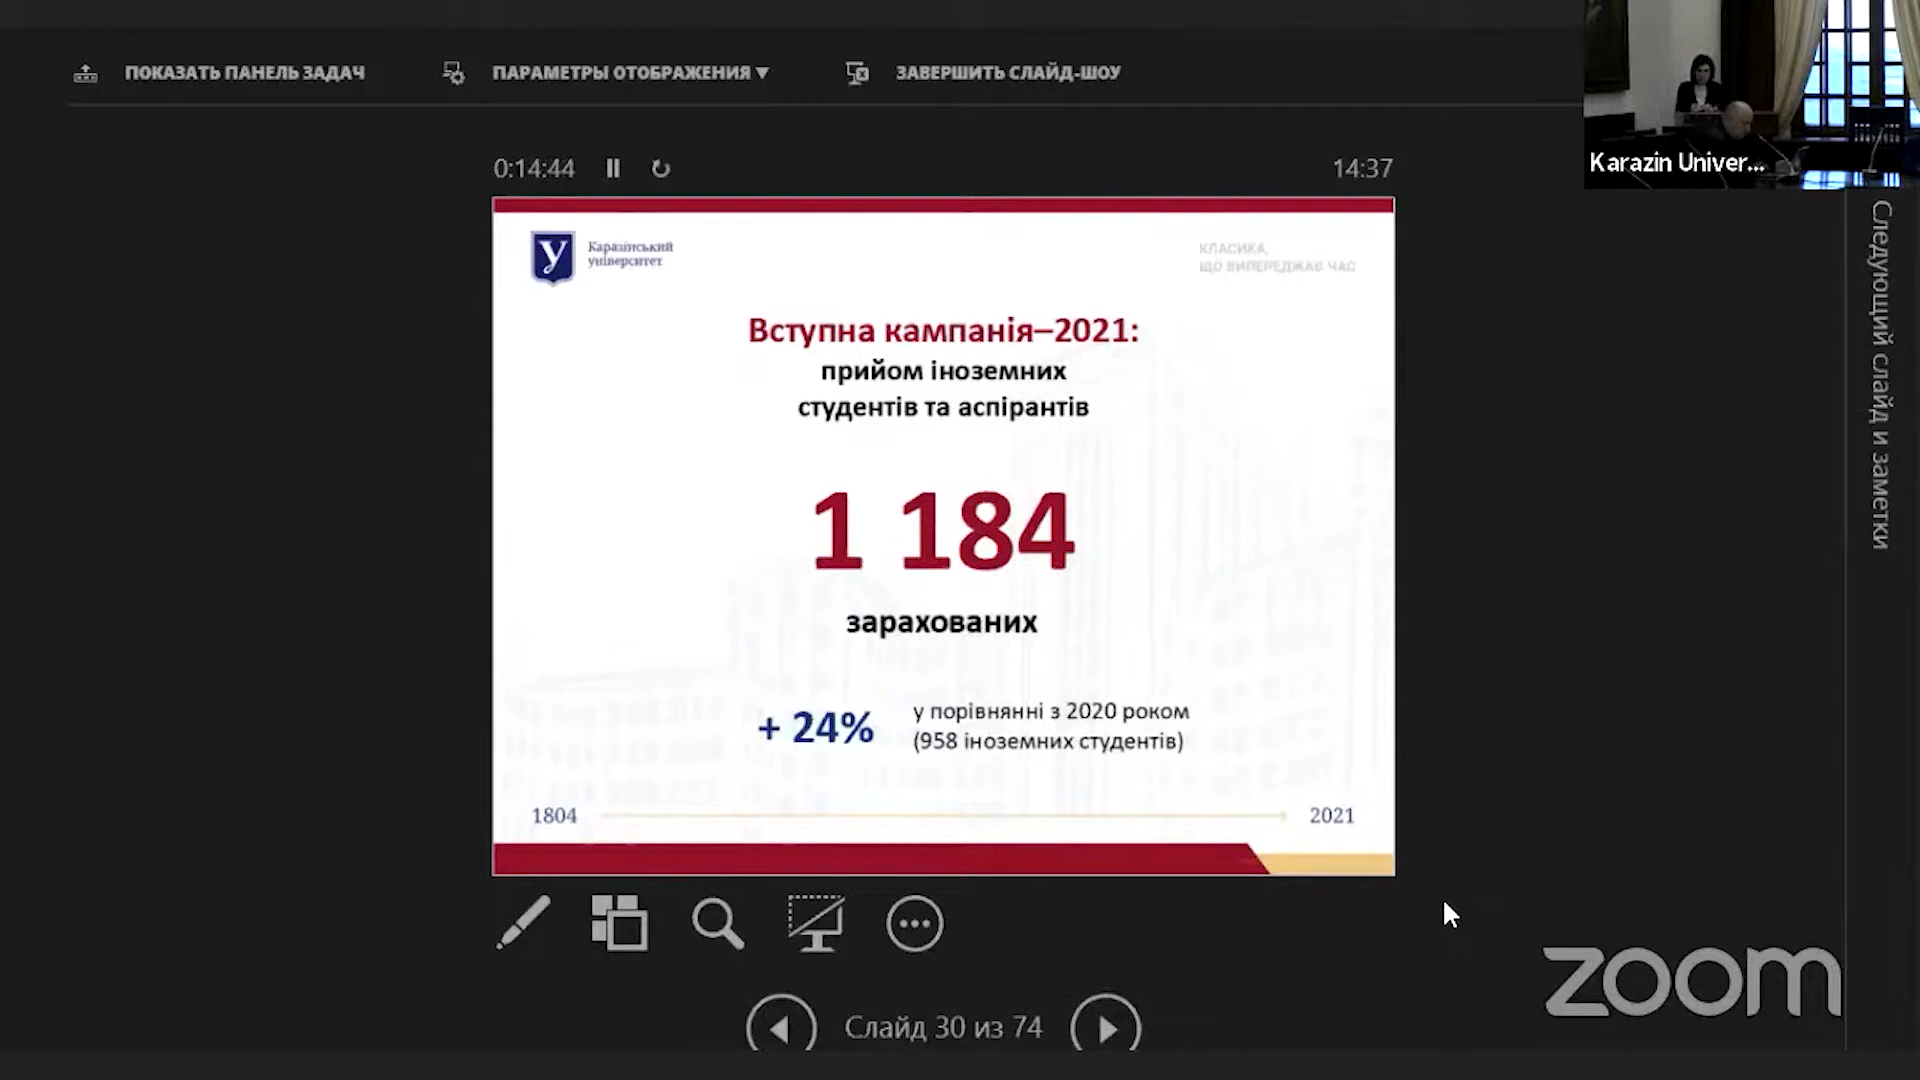 ПОКАЗАТЬ ПАНЕЛЬ ЗАДАЧ
ПАРАМЕТРЫ ОТОБРАЖЕНИЯ ▼
ЗАВЕРШИТЬ СЛАЙД-ШОУ
Karazin Univer...
0:14:44
14:37
Каразінський
університет
КЛАСИКА,
ЩО ВИПЕРЕДЖАЄ ЧАС
Вступна кампанія–2021:
прийом іноземних
студентів та аспірантів
1 184
зарахованих
+ 24%
у порівнянні з 2020 роком
(958 іноземних студентів)
1804
2021
Слайд 30 из 74
Следующий слайд и заметки
zoom